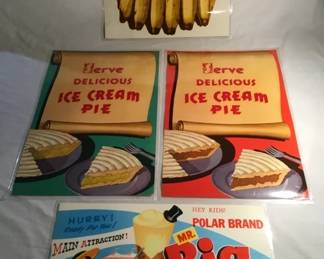 Serve
DELICIOUS
ICE CREAM
PIE
Serve
DELICIOUS
ICE CREAM
PIE
HURRY!
MAIN ATTRACTION!
HEY KIDS!
POLAR BRAND
MR.
Big